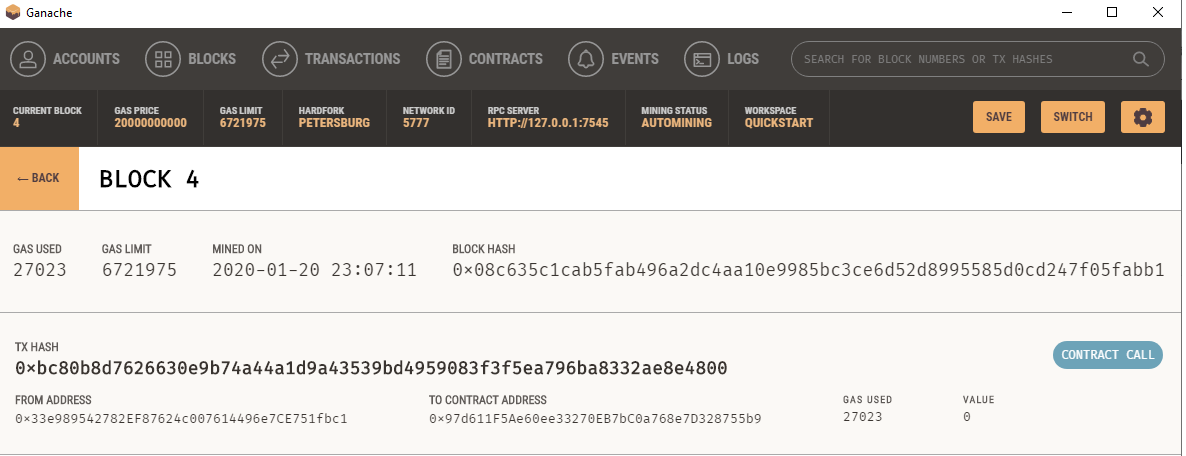 Ganache
ACCOUNTS BLOCKS TRANSACTIONS CONTRACTS EVENTS LOGS SEARCH FOR BLOCK NUMBERS OR TX HASHES
CURRENT BLOCK GAS PRICE GAS LIMIT HARDFORK NETWORK ID RPC SERVER MINING STATUS WORKSPACE
4 20000000000 6721975 PETERSBURG 5777 HTTP://127.0.0.1:7545 AUTOMINING QUICKSTART SAVE SWITCH
← BACK BLOCK 4
GAS USED GAS LIMIT MINED ON BLOCK HASH
27023 6721975 2020-01-20 23:07:11 0×08c635c1cab5fab496a2dc4aa10e9985bc3ce6d52d8995585d0cd247f05fabb1
TX HASH
0×bc80b8d7626630e9b74a44a1d9a43539bd4959083f3f5ea796ba8332ae8e4800 CONTRACT CALL
FROM ADDRESS TO CONTRACT ADDRESS GAS USED VALUE
0×33e989542782EF87624c007614496e7CE751fbc1 0×97d611F5Ae60ee33270EB7bC0a768e7D328755b9 27023 0